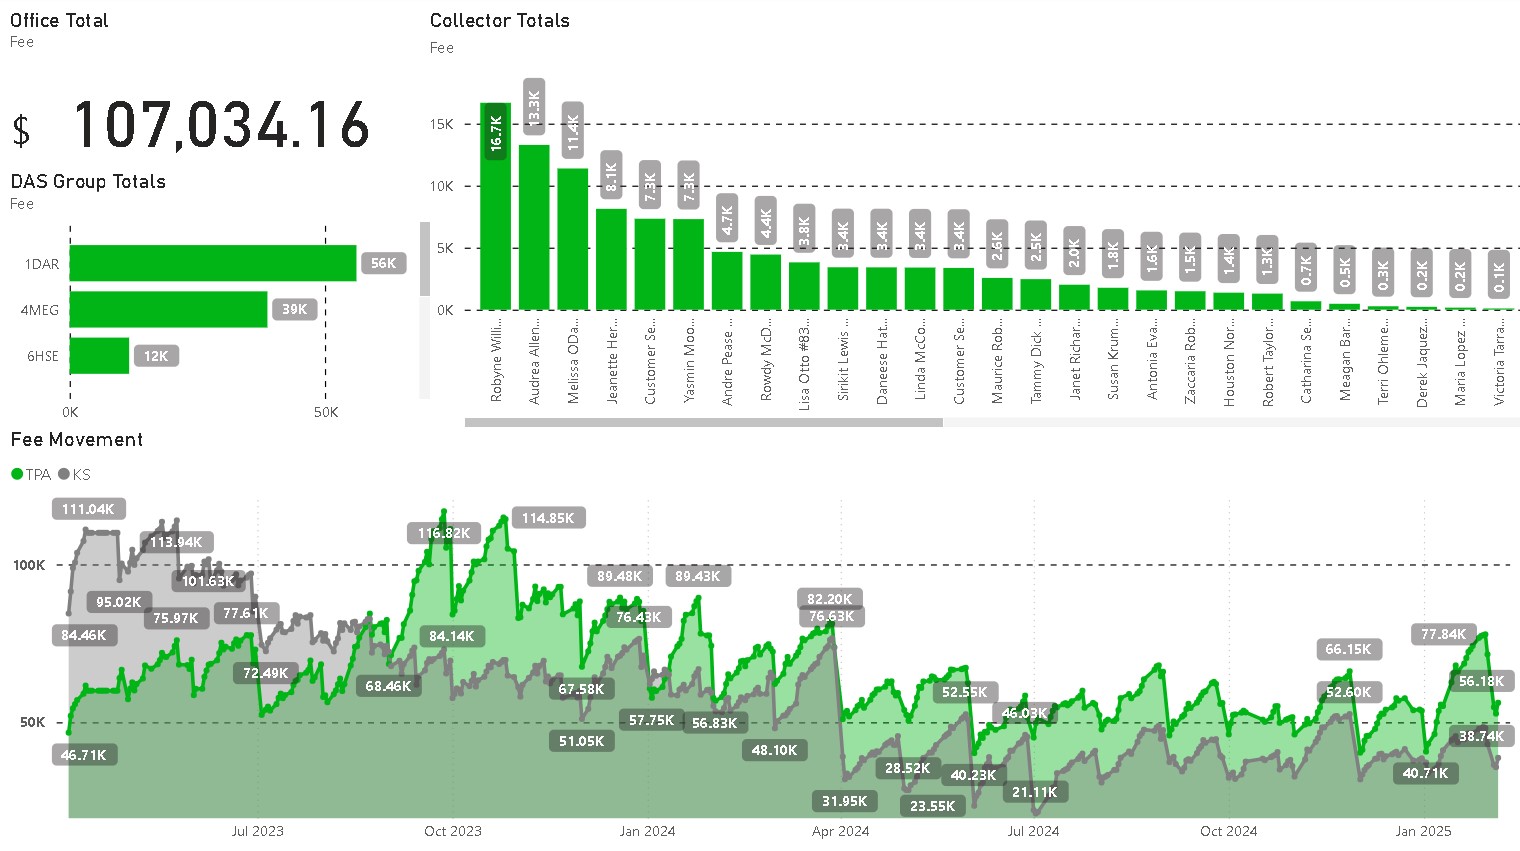 Office Total
Fee
$ 107,034.16
DAS Group Totals
Fee
1DAR 56K
4MEG 39K
6HSE 12K
0K 50K
Collector Totals
Fee
15K
10K
5K
0K
16.7K
13.3K
11.4K
8.1K
7.3K
7.3K
4.7K
4.4K
3.8K
3.4K
3.4K
3.4K
3.4K
2.6K
2.5K
2.0K
1.8K
1.6K
1.5K
1.4K
1.3K
0.7K
0.5K
0.3K
0.2K
0.2K
0.1K
Robyne Willi...
Audrea Allen...
Melissa ODa...
Jeanette Her...
Customer Se...
Yasmin Moo...
Andre Pease ...
Rowdy McD...
Lisa Otto #83...
Sirikit Lewis ...
Daneese Hat...
Linda McCo...
Customer Se...
Maurice Rob...
Tammy Dick ...
Janet Richar...
Susan Krum...
Antonia Eva...
Zaccaria Rob...
Houston Nor...
Robert Taylor...
Catharina Se...
Meagan Bar...
Terri Ohleme...
Derek Jaquez...
Maria Lopez ...
Victoria Tarra...
Fee Movement
TPA KS
100K
50K
111.04K
113.94K
101.63K
95.02K
75.97K
77.61K
84.46K
72.49K
46.71K
116.82K
114.85K
84.14K
68.46K
89.48K
89.43K
76.43K
67.58K
57.75K
56.83K
51.05K
48.10K
82.20K
76.63K
31.95K
28.52K
23.55K
52.55K
40.23K
46.03K
21.11K
66.15K
52.60K
77.84K
56.18K
38.74K
40.71K
Jul 2023 Oct 2023 Jan 2024 Apr 2024 Jul 2024 Oct 2024 Jan 2025